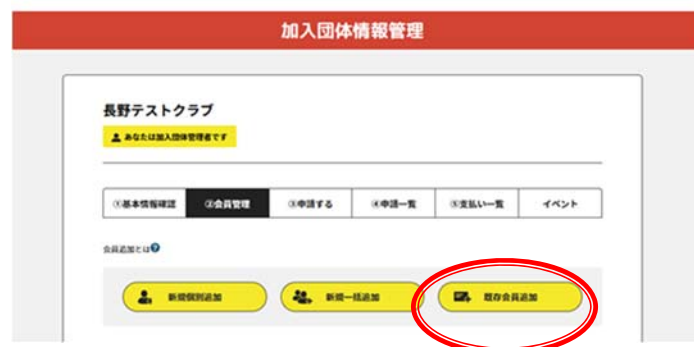 加入団体情報管理
長野テストクラブ
あなたは加入団体管理者です
①基本情報確認 ②会員管理 ③申請する ④申請一覧 ⑤支払い一覧 イベント
会員追加とは?
新規個別追加 新規一括追加 既存会員追加